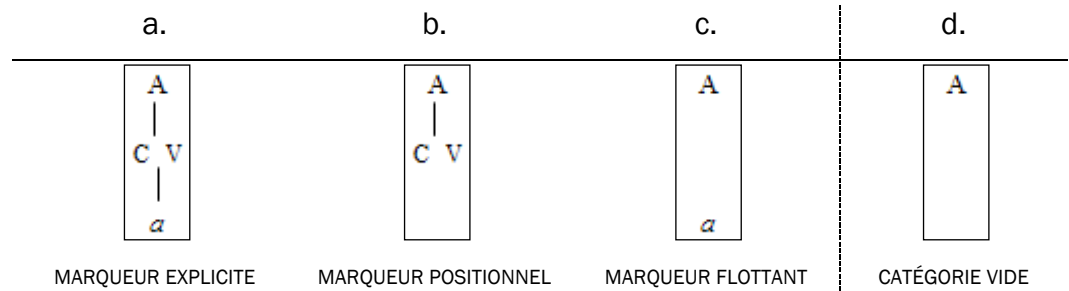 a. b. c. d.
A A A A
C V C V
a a
MARQUEUR EXPLICITE MARQUEUR POSITIONNEL MARQUEUR FLOTTANT CATÉGORIE VIDE